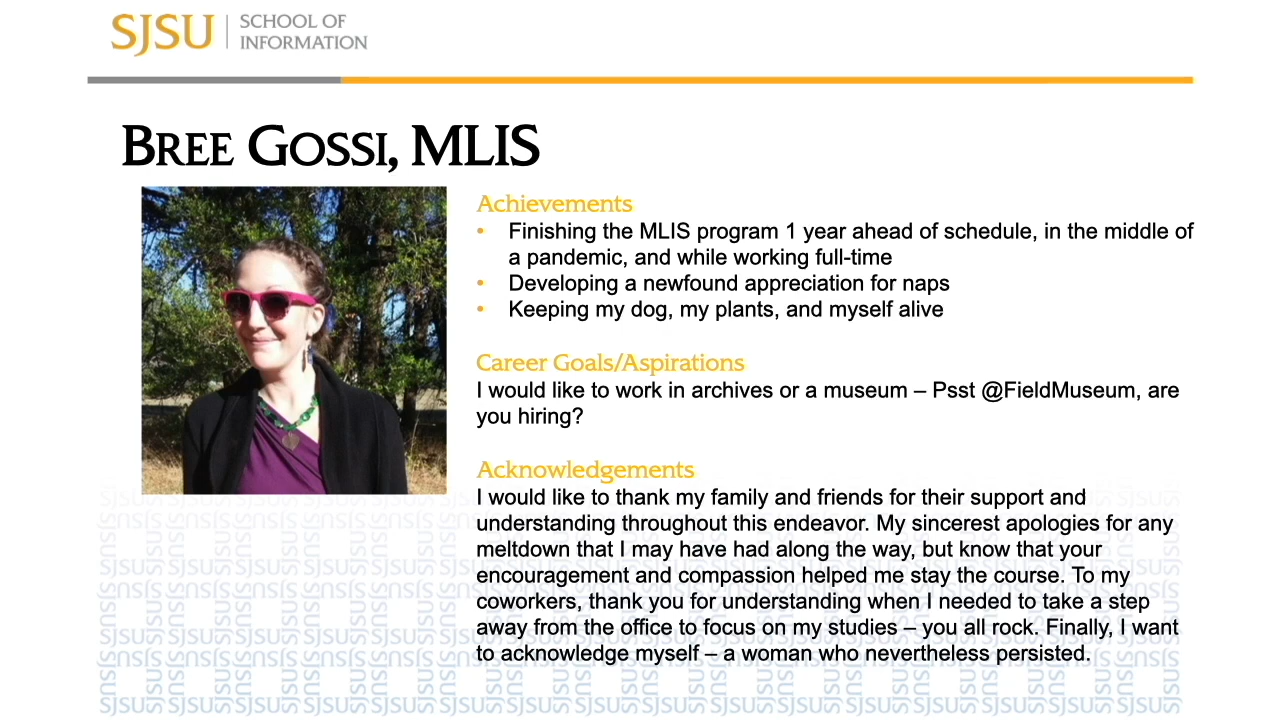 SJSU SCHOOL OF
INFORMATION
BREE GOSSI, MLIS
Achievements
• Finishing the MLIS program 1 year ahead of schedule, in the middle of
a pandemic, and while working full-time
• Developing a newfound appreciation for naps
• Keeping my dog, my plants, and myself alive
Career Goals/Aspirations
I would like to work in archives or a museum – Psst @FieldMuseum, are
you hiring?
Acknowledgements
I would like to thank my family and friends for their support and
understanding throughout this endeavor. My sincerest apologies for any
meltdown that I may have had along the way, but know that your
encouragement and compassion helped me stay the course. To my
coworkers, thank you for understanding when I needed to take a step
away from the office to focus on my studies – you all rock. Finally, I want
to acknowledge myself – a woman who nevertheless persisted.